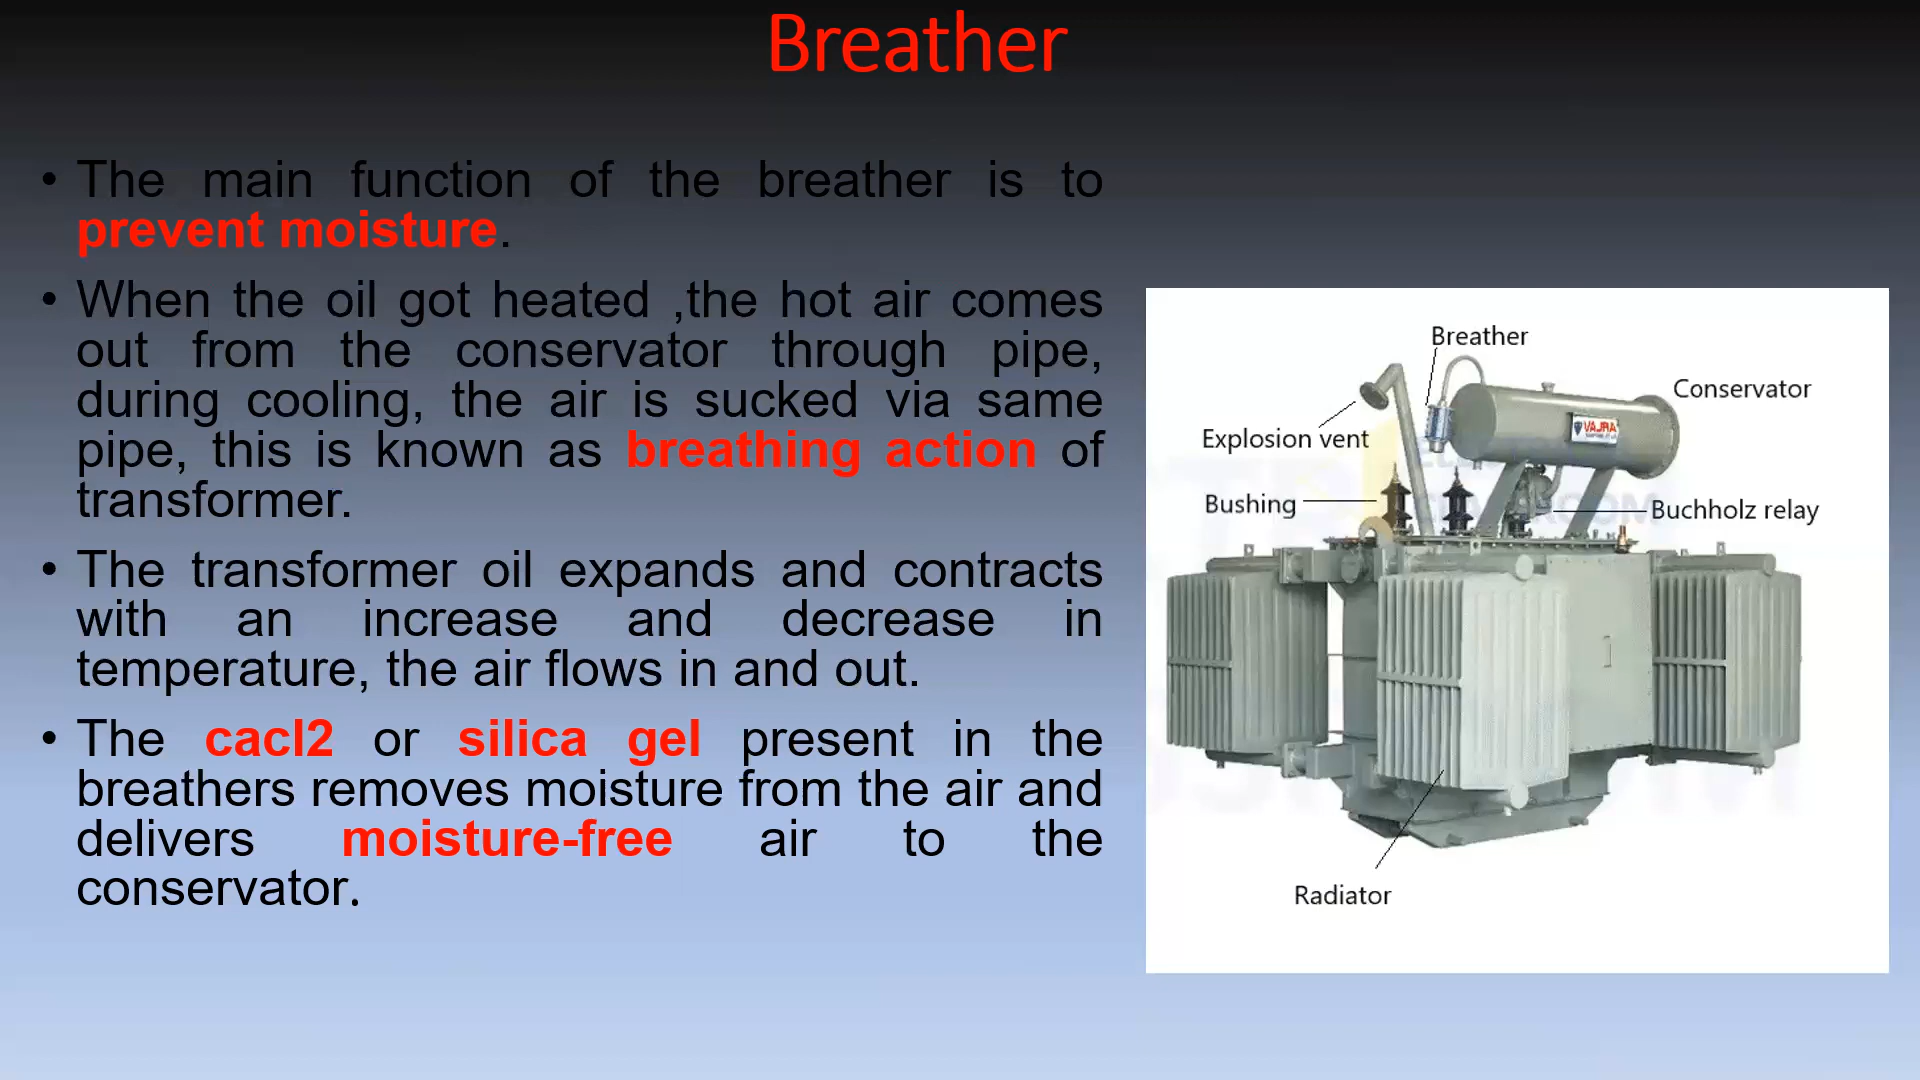 Breather
• The main function of the breather is to
prevent moisture.
• When the oil got heated ,the hot air comes
out from the conservator through pipe,
during cooling, the air is sucked via same
pipe, this is known as breathing action of
transformer.
• The transformer oil expands and contracts
with an increase and decrease in
temperature, the air flows in and out.
• The cacl2 or silica gel present in the
breathers removes moisture from the air and
delivers moisture-free air to the
conservator.
Breather
Conservator
VAJRA
Explosion vent
Bushing
Buchholz relay
Radiator